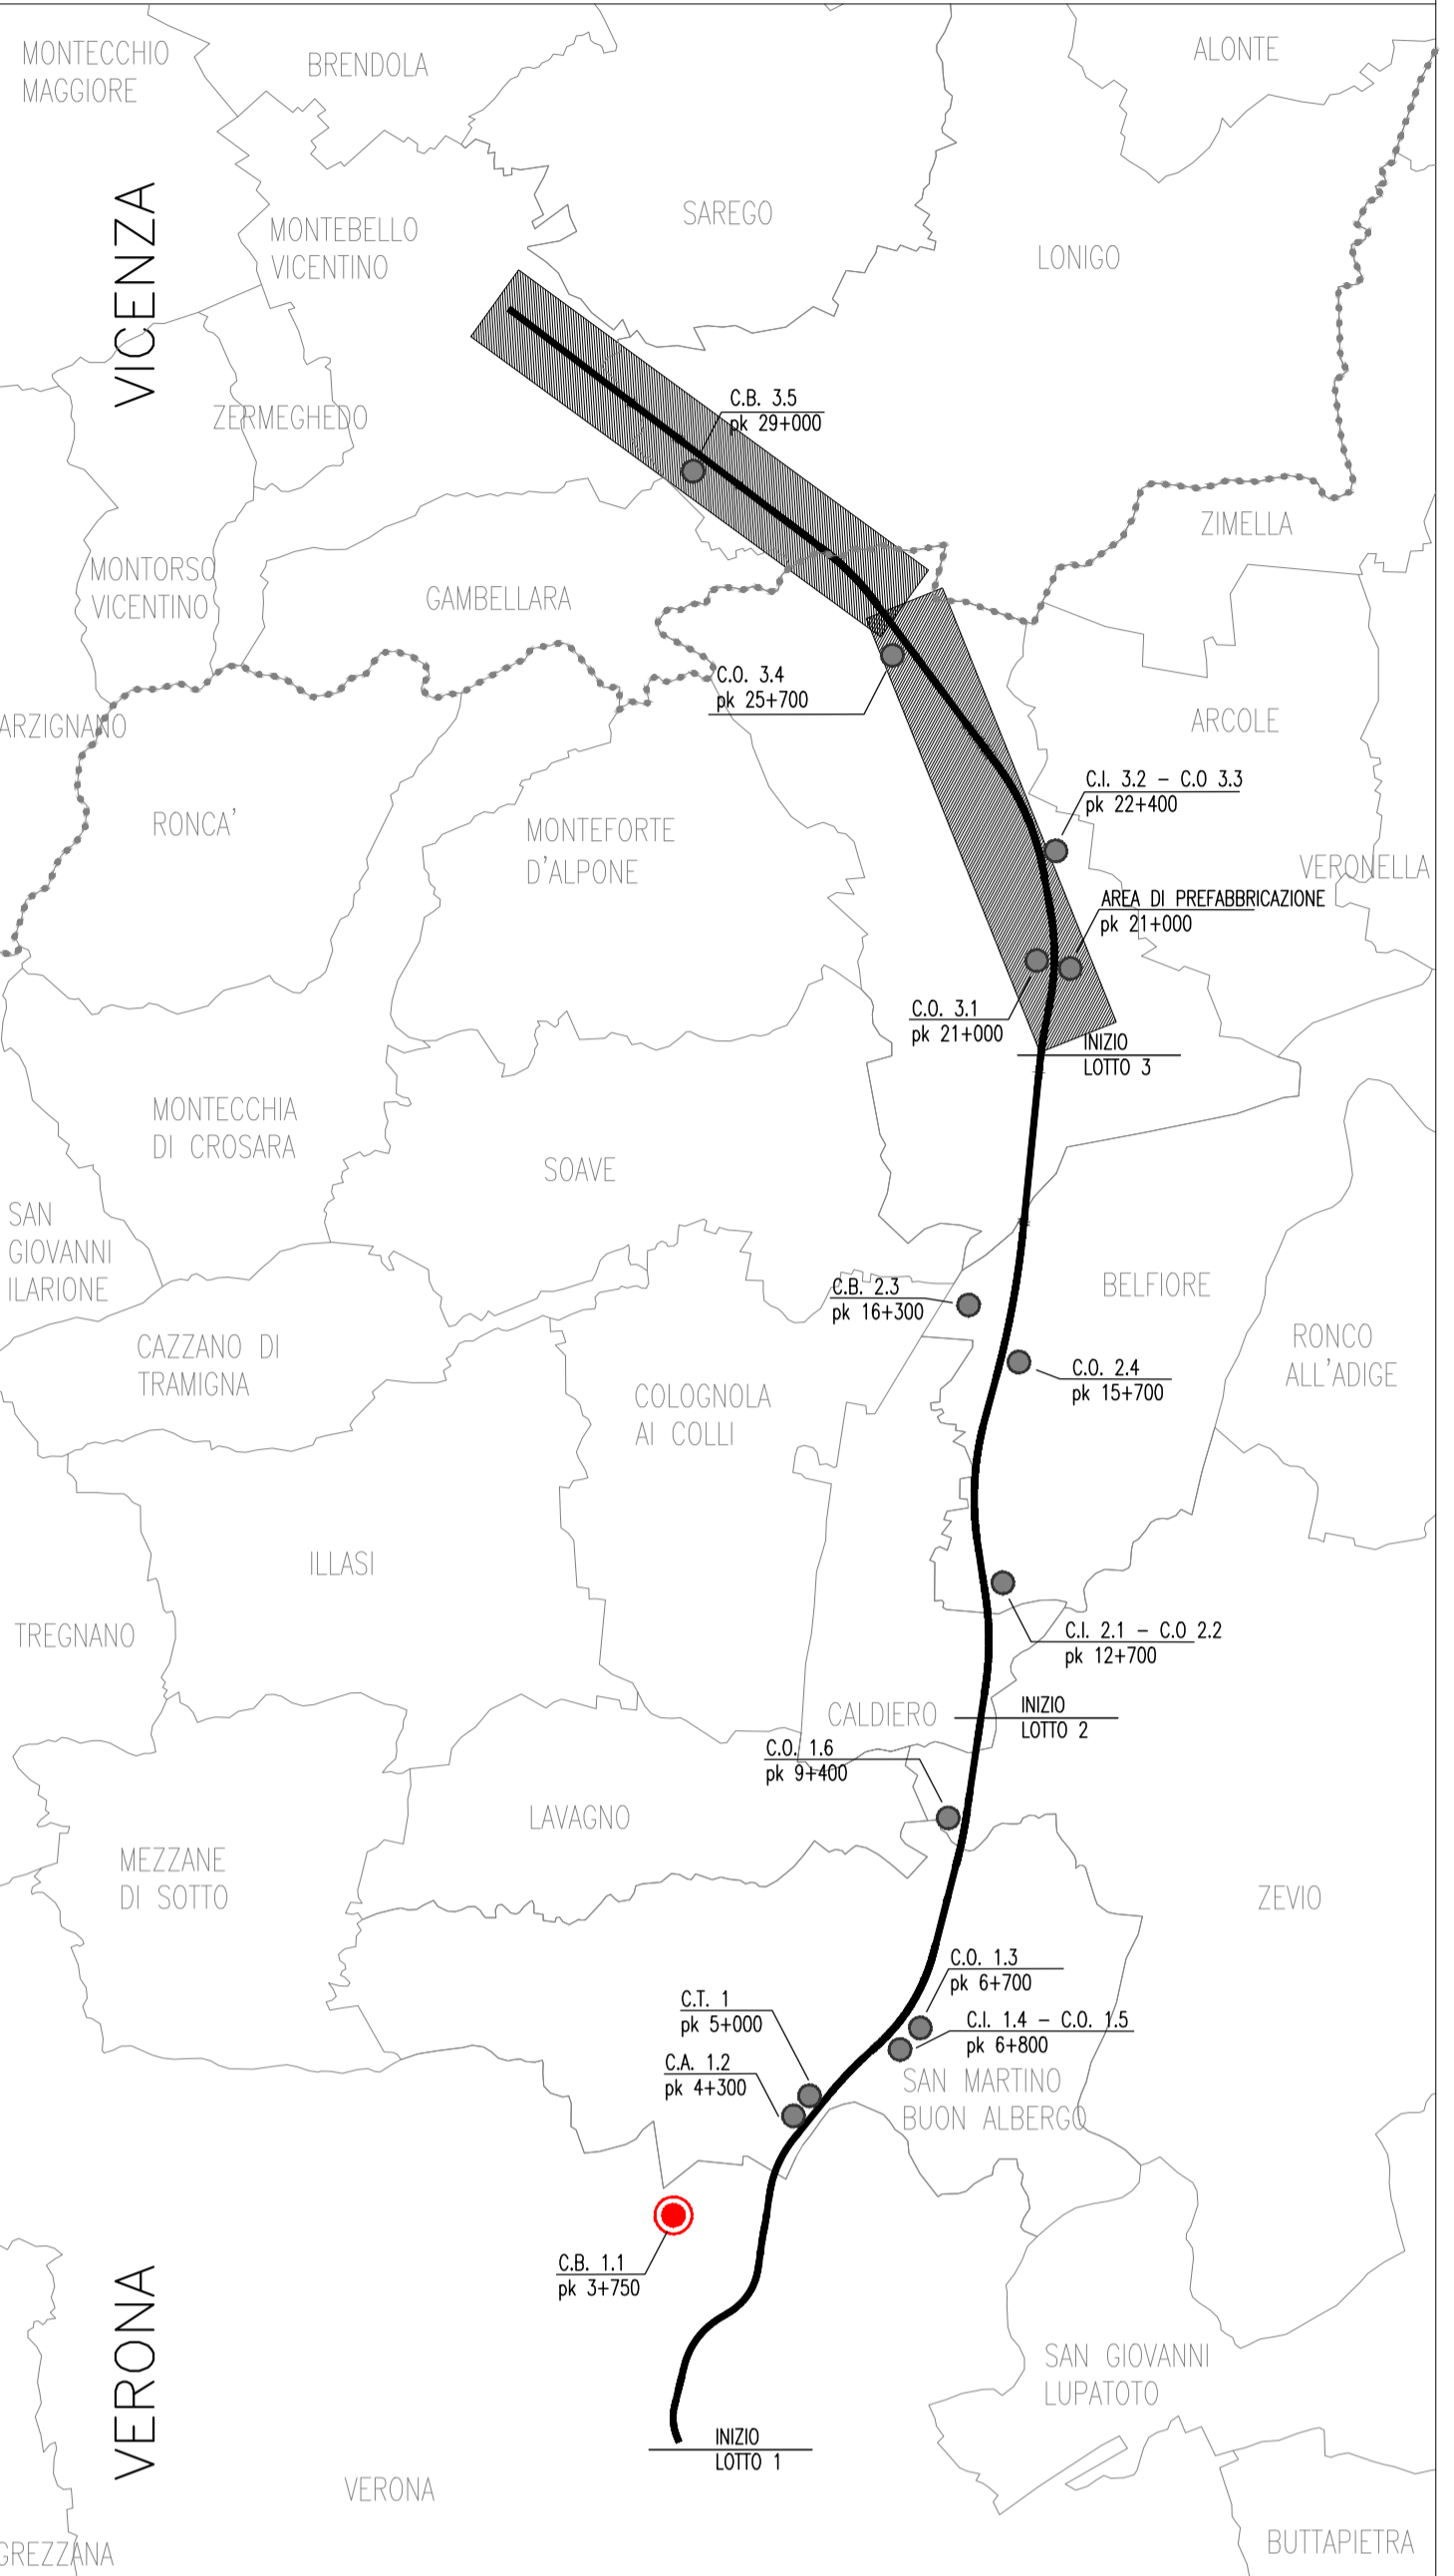 MONTECCHIO
MAGGIORE
BRENDOLA
ALONTE
VICENZA
MONTEBELLO
VICENTINO
SAREGO
LONIGO
ZERMEGHEDO
C.B. 3.5
pk 29+000
ZIMELLA
MONTORSO
VICENTINO
GAMBELLARA
C.O. 3.4
pk 25+700
ARZIGNANO
ARCOLE
RONCA'
MONTEFORTE
D'ALPONE
C.I. 3.2 – C.O 3.3
pk 22+400
VERONELLA
AREA DI PREFABBRICAZIONE
pk 21+000
C.O. 3.1
pk 21+000
INIZIO
LOTTO 3
MONTECCHIA
DI CROSARA
SOAVE
SAN
GIOVANNI
ILARIONE
C.B. 2.3
pk 16+300
BELFIORE
CAZZANO DI
TRAMIGNA
RONCO
ALL'ADIGE
C.O. 2.4
pk 15+700
COLOGNOLA
AI COLLI
ILLASI
TREGNANO
C.I. 2.1 – C.O 2.2
pk 12+700
CALDIERO
INIZIO
LOTTO 2
C.O. 1.6
pk 9+400
LAVAGNO
MEZZANE
DI SOTTO
ZEVIO
C.O. 1.3
pk 6+700
C.T. 1
pk 5+000
C.I. 1.4 – C.O. 1.5
pk 6+800
C.A. 1.2
pk 4+300
SAN MARTINO
BUON ALBERGO
C.B. 1.1
pk 3+750
VERONA
SAN GIOVANNI
LUPATOTO
INIZIO
LOTTO 1
VERONA
GREZZANA
BUTTAPIETRA